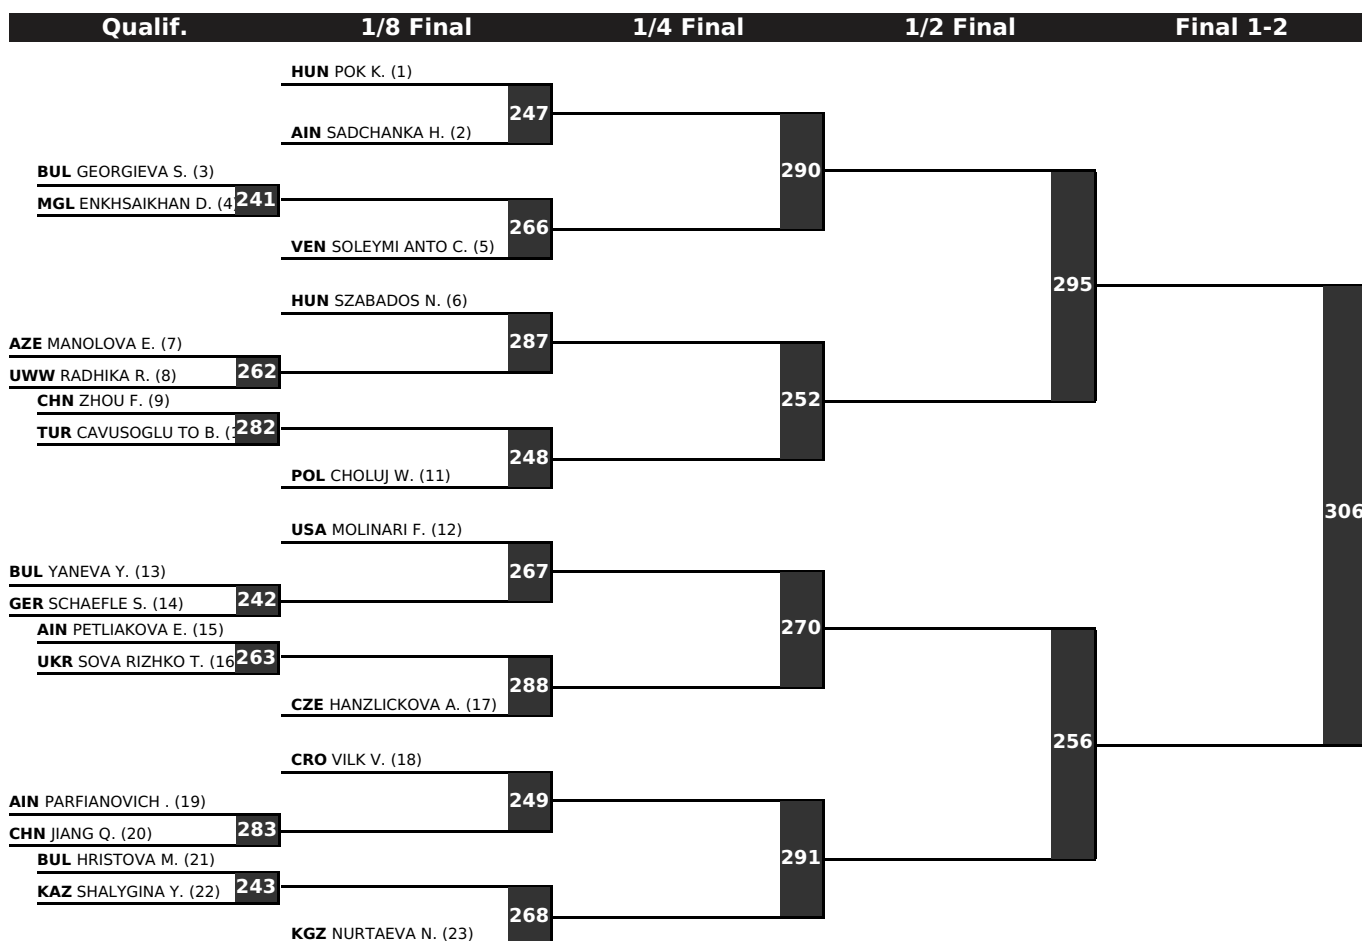 Qualif. 1/8 Final 1/4 Final 1/2 Final Final 1-2
HUN POK K. (1)
247
AIN SADCHANKA H. (2)
290
BUL GEORGIEVA S. (3)
MGL ENKHSAIKHAN D. (4 241
266
VEN SOLEYMI ANTO C. (5)
295
HUN SZABADOS N. (6)
287
AZE MANOLOVA E. (7)
UWW RADHIKA R. (8) 262
CHN ZHOU F. (9)
252
TUR CAVUSOGLU TO B. (1 282
248
POL CHOLUJ W. (11)
306
USA MOLINARI F. (12)
267
BUL YANEVA Y. (13)
GER SCHAEFLE S. (14) 242
AIN PETLIAKOVA E. (15)
270
UKR SOVA RIZHKO T. (16 263
288
CZE HANZLICKOVA A. (17)
256
CRO VILK V. (18)
249
AIN PARFIANOVICH . (19)
CHN JIANG Q. (20) 283
BUL HRISTOVA M. (21)
291
KAZ SHALYGINA Y. (22) 243
268
KGZ NURTAEVA N. (23)